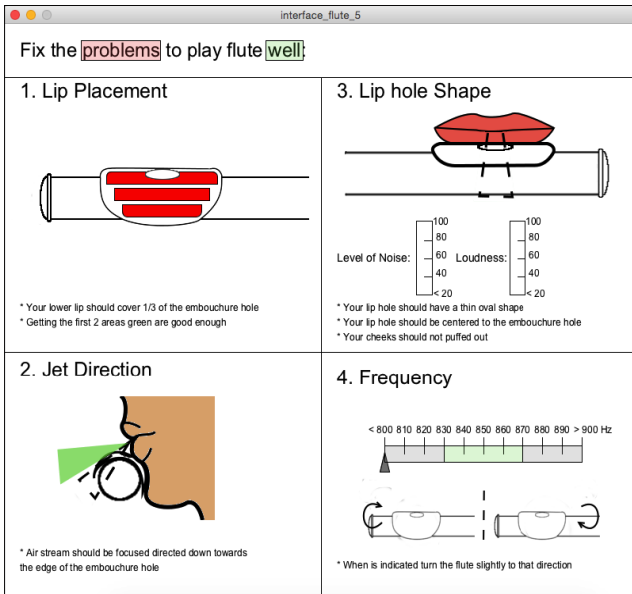 interface_flute_5
Fix the problems to play flute well:
1. Lip Placement
* Your lower lip should cover 1/3 of the embouchure hole
* Getting the first 2 areas green are good enough
3. Lip hole Shape
Level of Noise:
100
80
60
40
< 20
Loudness:
100
80
60
40
< 20
* Your lip hole should have a thin oval shape
* Your lip hole should be centered to the embouchure hole
* Your cheeks should not puffed out
2. Jet Direction
* Air stream should be focused directed down towards
the edge of the embouchure hole
4. Frequency
< 800 810 820 830 840 850 860 870 880 890 > 900 Hz
* When is indicated turn the flute slightly to that direction